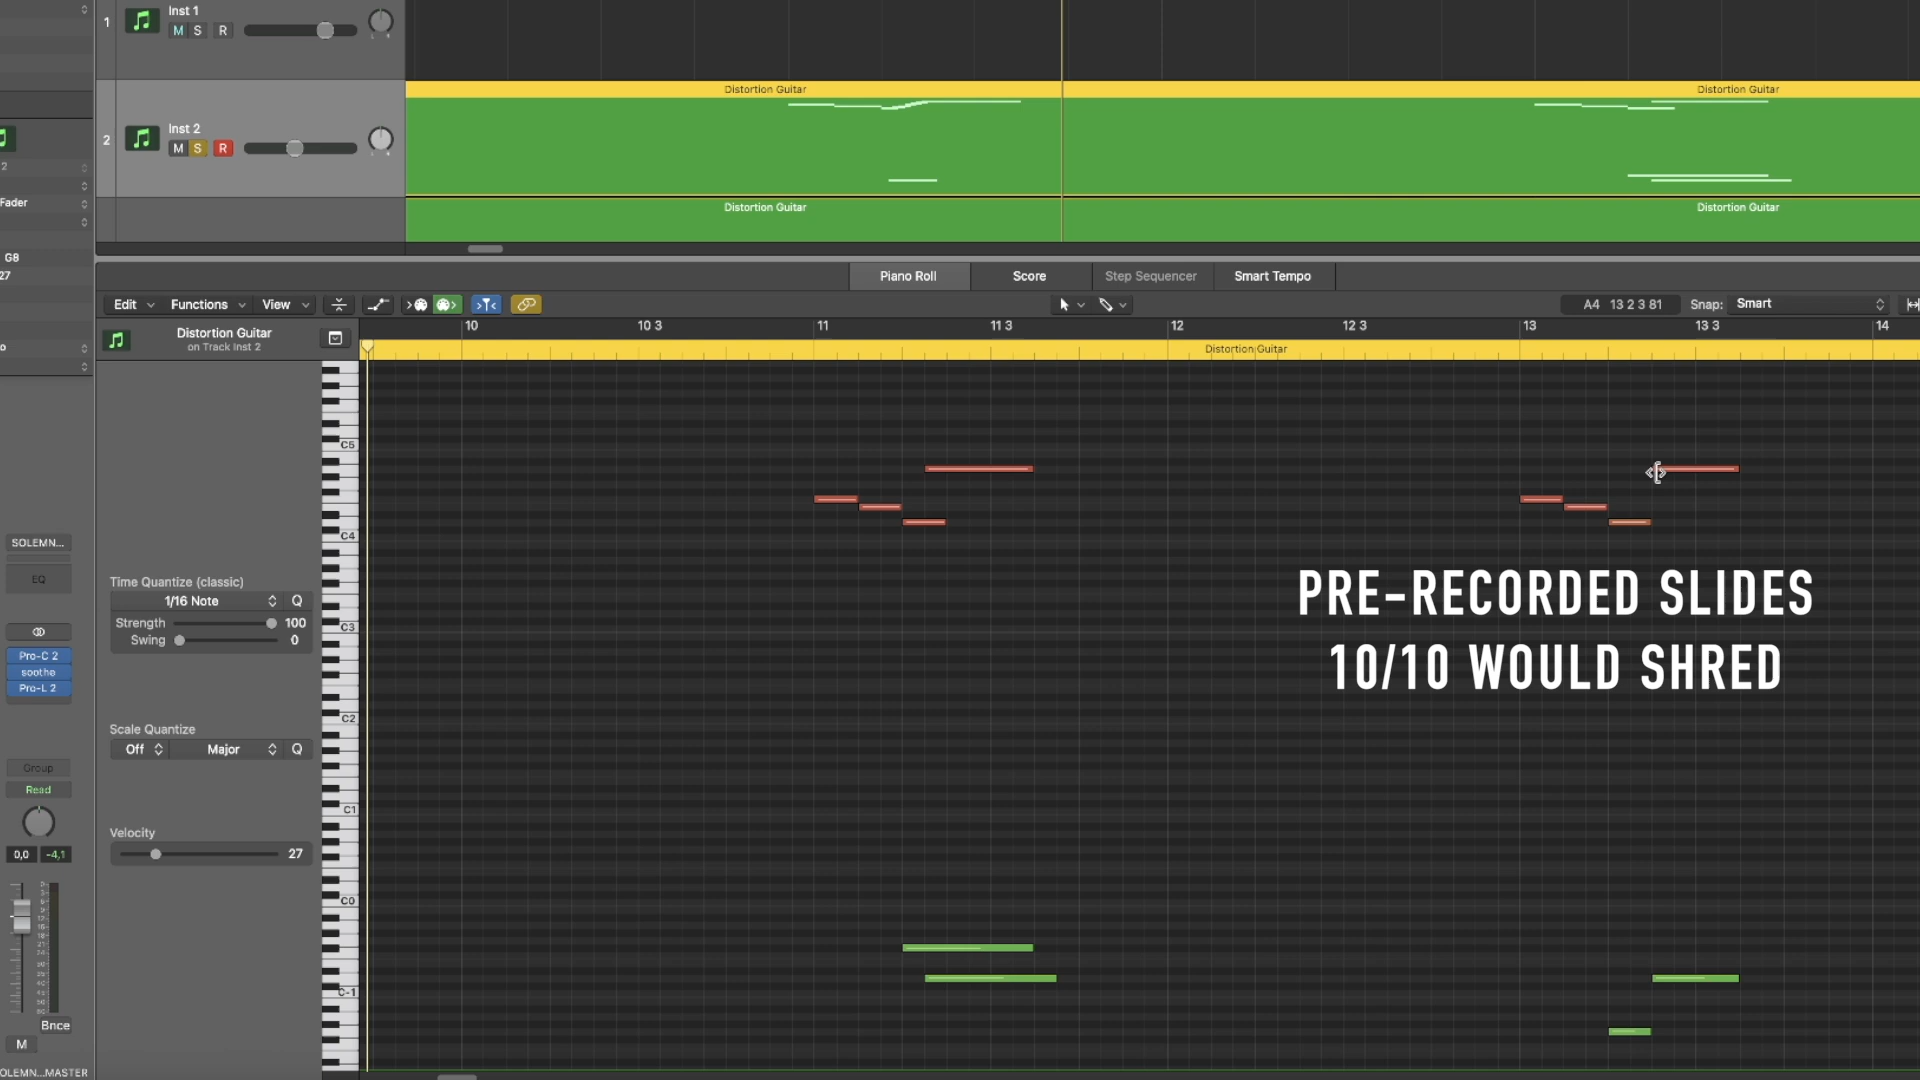 1
Inst 1
M S R
Distortion Guitar
Distortion Guitar
2
Inst 2
M S R
2
Fader
Distortion Guitar
Distortion Guitar
G8
27
Piano Roll
Score
Step Sequencer
Smart Tempo
Edit
Functions
View
A4 13 2 3 81
Snap:
Smart
Distortion Guitar
on Track Inst 2
10
10 3
11
11 3
12
12 3
13
13 3
14
Distortion Guitar
C5
C4
C3
C2
C1
C0
C-1
SOLEMN...
EQ
Time Quantize (classic)
1/16 Note
Q
Strength
100
Swing
0
PRE-RECORDED SLIDES
10/10 WOULD SHRED
Pro-C 2
soothe
Pro-L 2
Scale Quantize
Off
Major
Q
Group
Read
Velocity
27
0,0
-4,1
Bnce
M
OLEMN...MASTER